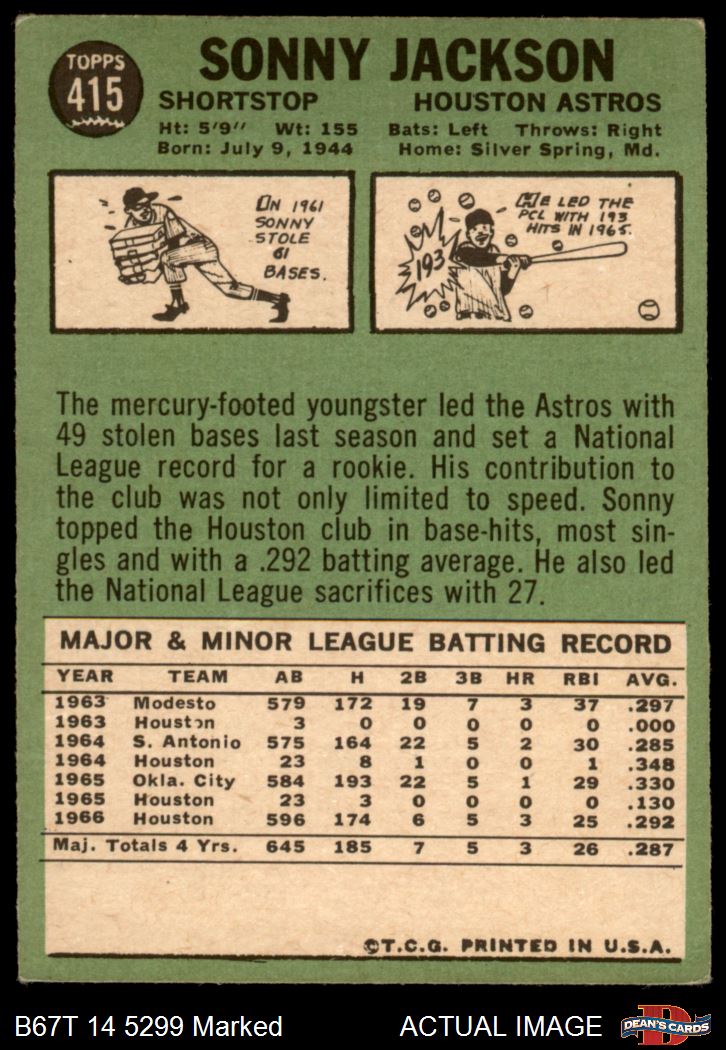 TOPPS
415
SONNY JACKSON
SHORTSTOP HOUSTON ASTROS
Ht: 5'9" Wt: 155 Bats: Left Throws: Right
Born: July 9, 1944 Home: Silver Spring, Md.
IN 1961
SONNY
STOLE
61
BASES.
HE LED THE
PCL WITH 193
HITS IN 1965.
193
The mercury-footed youngster led the Astros with
49 stolen bases last season and set a National
League record for a rookie. His contribution to
the club was not only limited to speed. Sonny
topped the Houston club in base-hits, most sin-
gles and with a .292 batting average. He also led
the National League sacrifices with 27.
MAJOR & MINOR LEAGUE BATTING RECORD
YEAR TEAM AB H 2B 3B HR RBI AVG.
1963 Modesto 579 172 19 7 3 37 .297
1963 Houston 3 0 0 0 0 0 .000
1964 S. Antonio 575 164 22 5 2 30 .285
1964 Houston 23 8 1 0 0 1 .348
1965 Okla. City 584 193 22 5 1 29 .330
1965 Houston 23 3 0 0 0 0 .130
1966 Houston 596 174 6 5 3 25 .292
Maj. Totals 4 Yrs. 645 185 7 5 3 26 .287
©T.C.G. PRINTED IN U.S.A.
B67T 14 5299 Marked ACTUAL IMAGE
DEAN'S CARDS